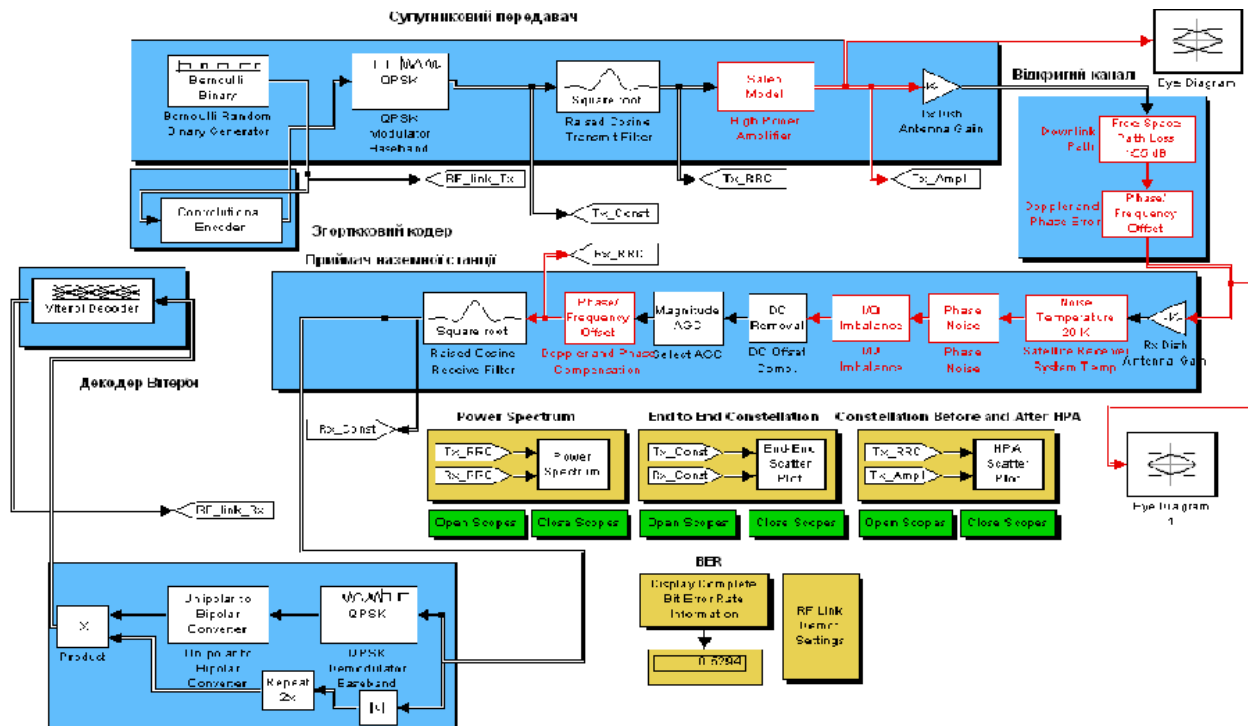 Супутниковий передавач
Bernoulli
Binary
Bernoulli Random
Binary Generator
QPSK
QPSK
Modulator
Baseband
Square root
Raised Cosine
Transmit Filter
Saleh
Model
High Power
Amplifier
Tx Dish
Antenna Gain
Eye Diagram
Відкритий канал
Downlink
Path
Free Space
Path Loss
Doppler and
Phase Error
Phase/
Frequency
Offset
RF_link_Tx
Tx_Const
Tx_RRC
Tx_Ampl
Convolutional
Encoder
Згортковий кодер
Приймач наземної станції
Rx_RRC
Viterbi Decoder
Декодер Вітербі
Square root
Raised Cosine
Receive Filter
Phase/
Frequency
Offset
Doppler and Phase
Compensation
Magnitude
AGC
Select AGC
DC
Removal
DC Offset
Comp.
I/Q
Imbalance
I/Q
Imbalance
Phase
Noise
Phase
Noise
Noise
Temperature
20 K
Satellite Receiver
System Temp
Rx Dish
Antenna Gain
Rx_Const
Power Spectrum
Tx_RRC
Rx_RRC
Power
Spectrum
End to End Constellation
Tx_Const
Rx_Const
End-End
Scatter
Plot
Constellation Before and After HPA
Tx_RRC
Tx_Ampl
HPA
Scatter
Plot
Eye Diagram
1
Open Scopes
Close Scopes
Open Scopes
Close Scopes
Open Scopes
Close Scopes
RF_link_Rx
BER
Display Complete
Bit Error Rate
Information
0.5294
RF Link
Demo
Settings
X
Product
Unipolar to
Bipolar
Converter
Unipolar to
Bipolar
Converter
QPSK
QPSK
Demodulator
Baseband
Repeat
2x